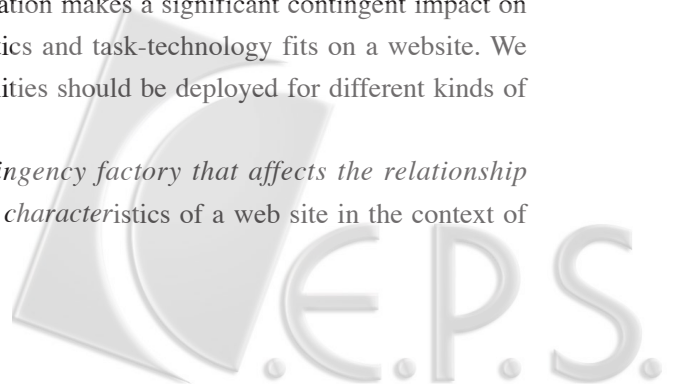 ation makes a significant contingent impact on
tics and task-technology fits on a website. We
ities should be deployed for different kinds of
ingency factory that affects the relationship
characteristics of a web site in the context of
.E.P.S.